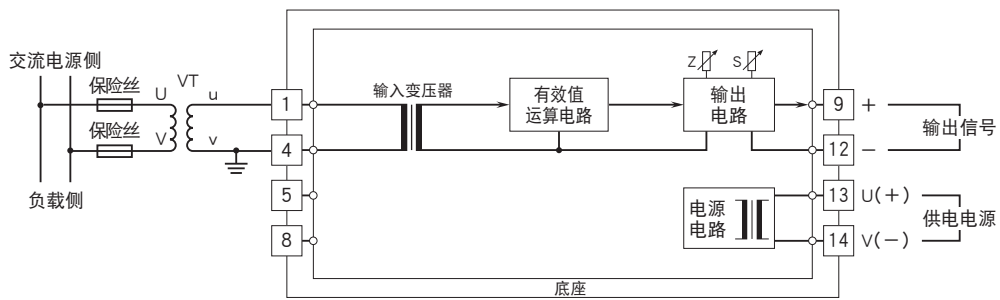 交流电源侧
保险丝
U
VT
u
保险丝
V
v
负载侧
1
4
5
8
输入变压器
有效值
运算电路
Z
S
输出
电路
电源
电路
9
+
12
−
输出信号
13
U(+)
14
V(−)
供电电源
底座